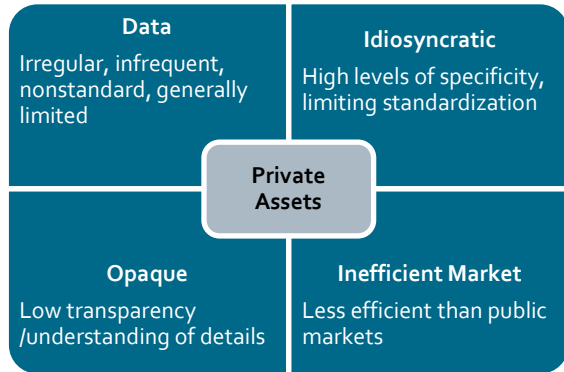 Data
Irregular, infrequent,
nonstandard, generally
limited
Idiosyncratic
High levels of specificity,
limiting standardization
Private
Assets
Opaque
Low transparency
/understanding of details
Inefficient Market
Less efficient than public
markets